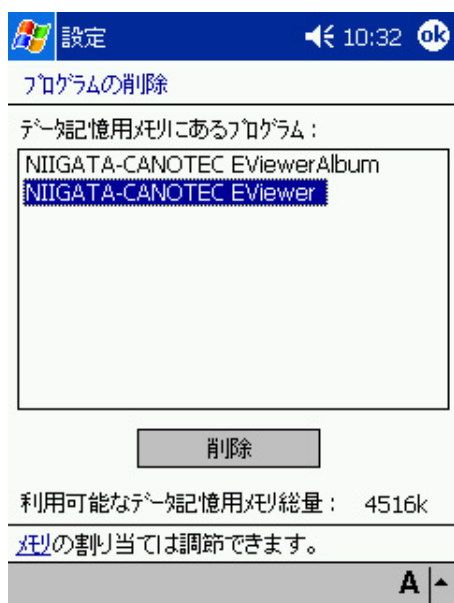 設定 10:32 ok
プログラムの削除
データ記憶用メモリにあるプログラム：
NIIGATA-CANOTEC EViewerAlbum
NIIGATA-CANOTEC EViewer
削除
利用可能なデータ記憶用メモリ総量： 4516k
メモリの割り当ては調節できます。
A